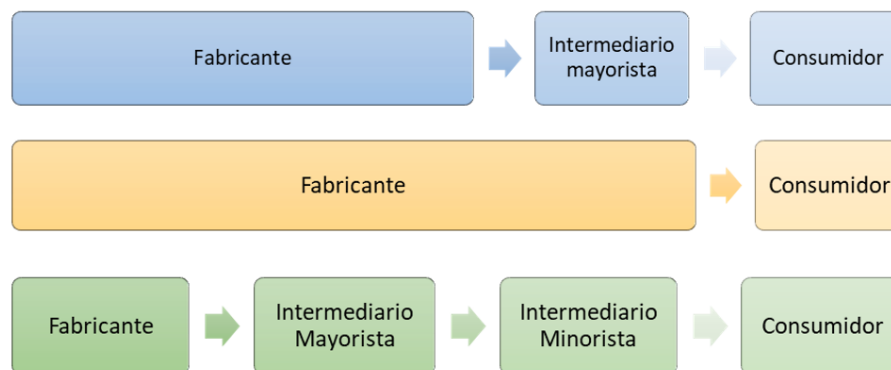 Fabricante
Intermediario
mayorista
Consumidor
Fabricante
Consumidor
Fabricante
Intermediario
Mayorista
Intermediario
Minorista
Consumidor